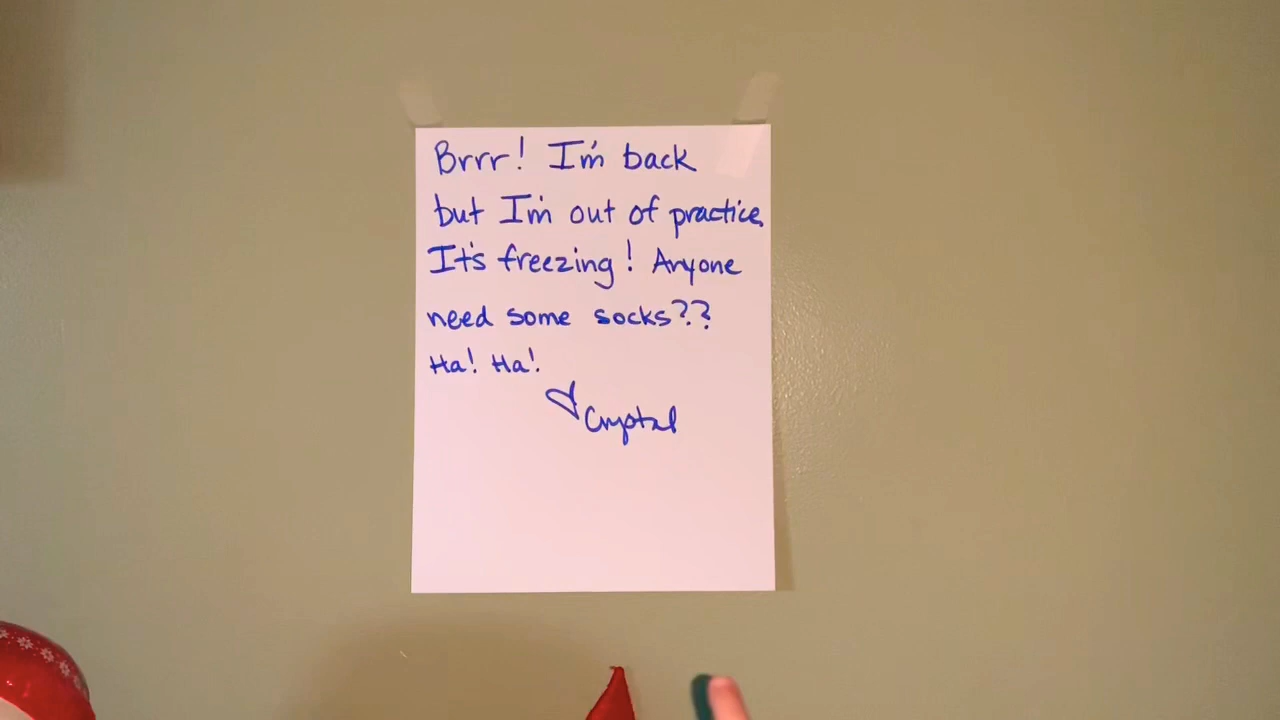 Brrr! I'm back
but I'm out of practice.
It's freezing! Anyone
need some socks??
Ha! Ha!
Crystal